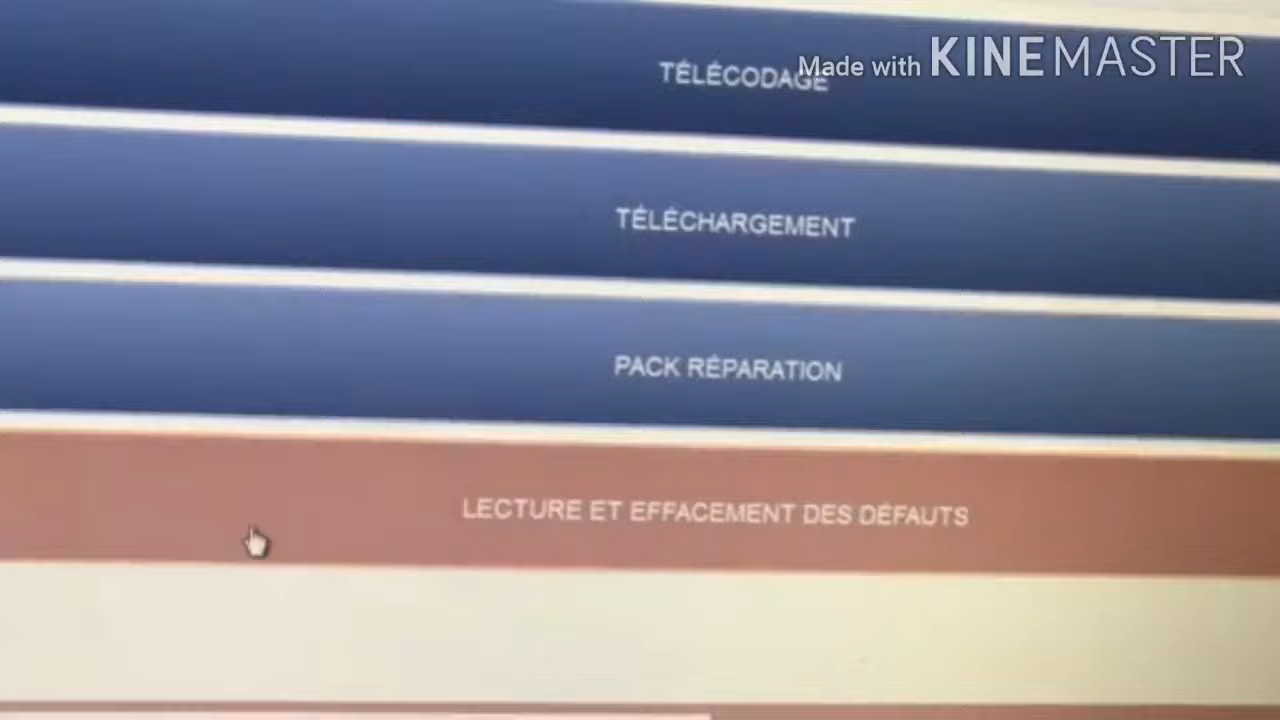 Made with KINEMASTER
TÉLÉCODAGE
TÉLÉCHARGEMENT
PACK RÉPARATION
LECTURE ET EFFACEMENT DES DÉFAUTS